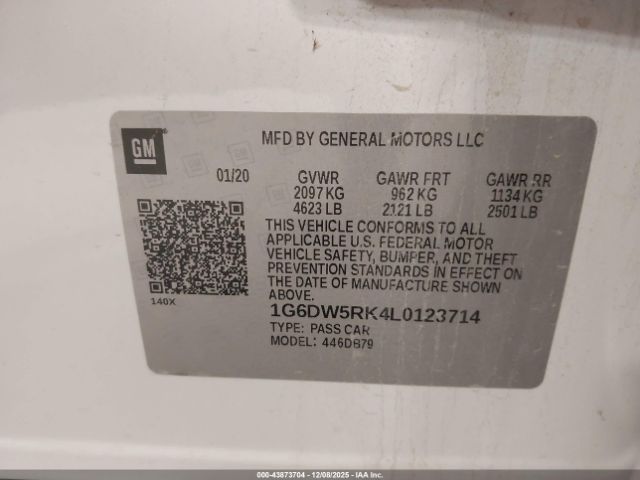 GM
MFD BY GENERAL MOTORS LLC
01/20 GVWR GAWR FRT GAWR RR
2097 KG 962 KG 1134 KG
4623 LB 2121 LB 2501 LB
THIS VEHICLE CONFORMS TO ALL
APPLICABLE U.S. FEDERAL MOTOR
VEHICLE SAFETY, BUMPER, AND THEFT
PREVENTION STANDARDS IN EFFECT ON
THE DATE OF MANUFACTURE SHOWN
ABOVE.
140X
1G6DW5RK4L0123714
TYPE: PASS CAR
MODEL: 446DB79
000-43873704 | 12/08/2025 | IAA Inc.